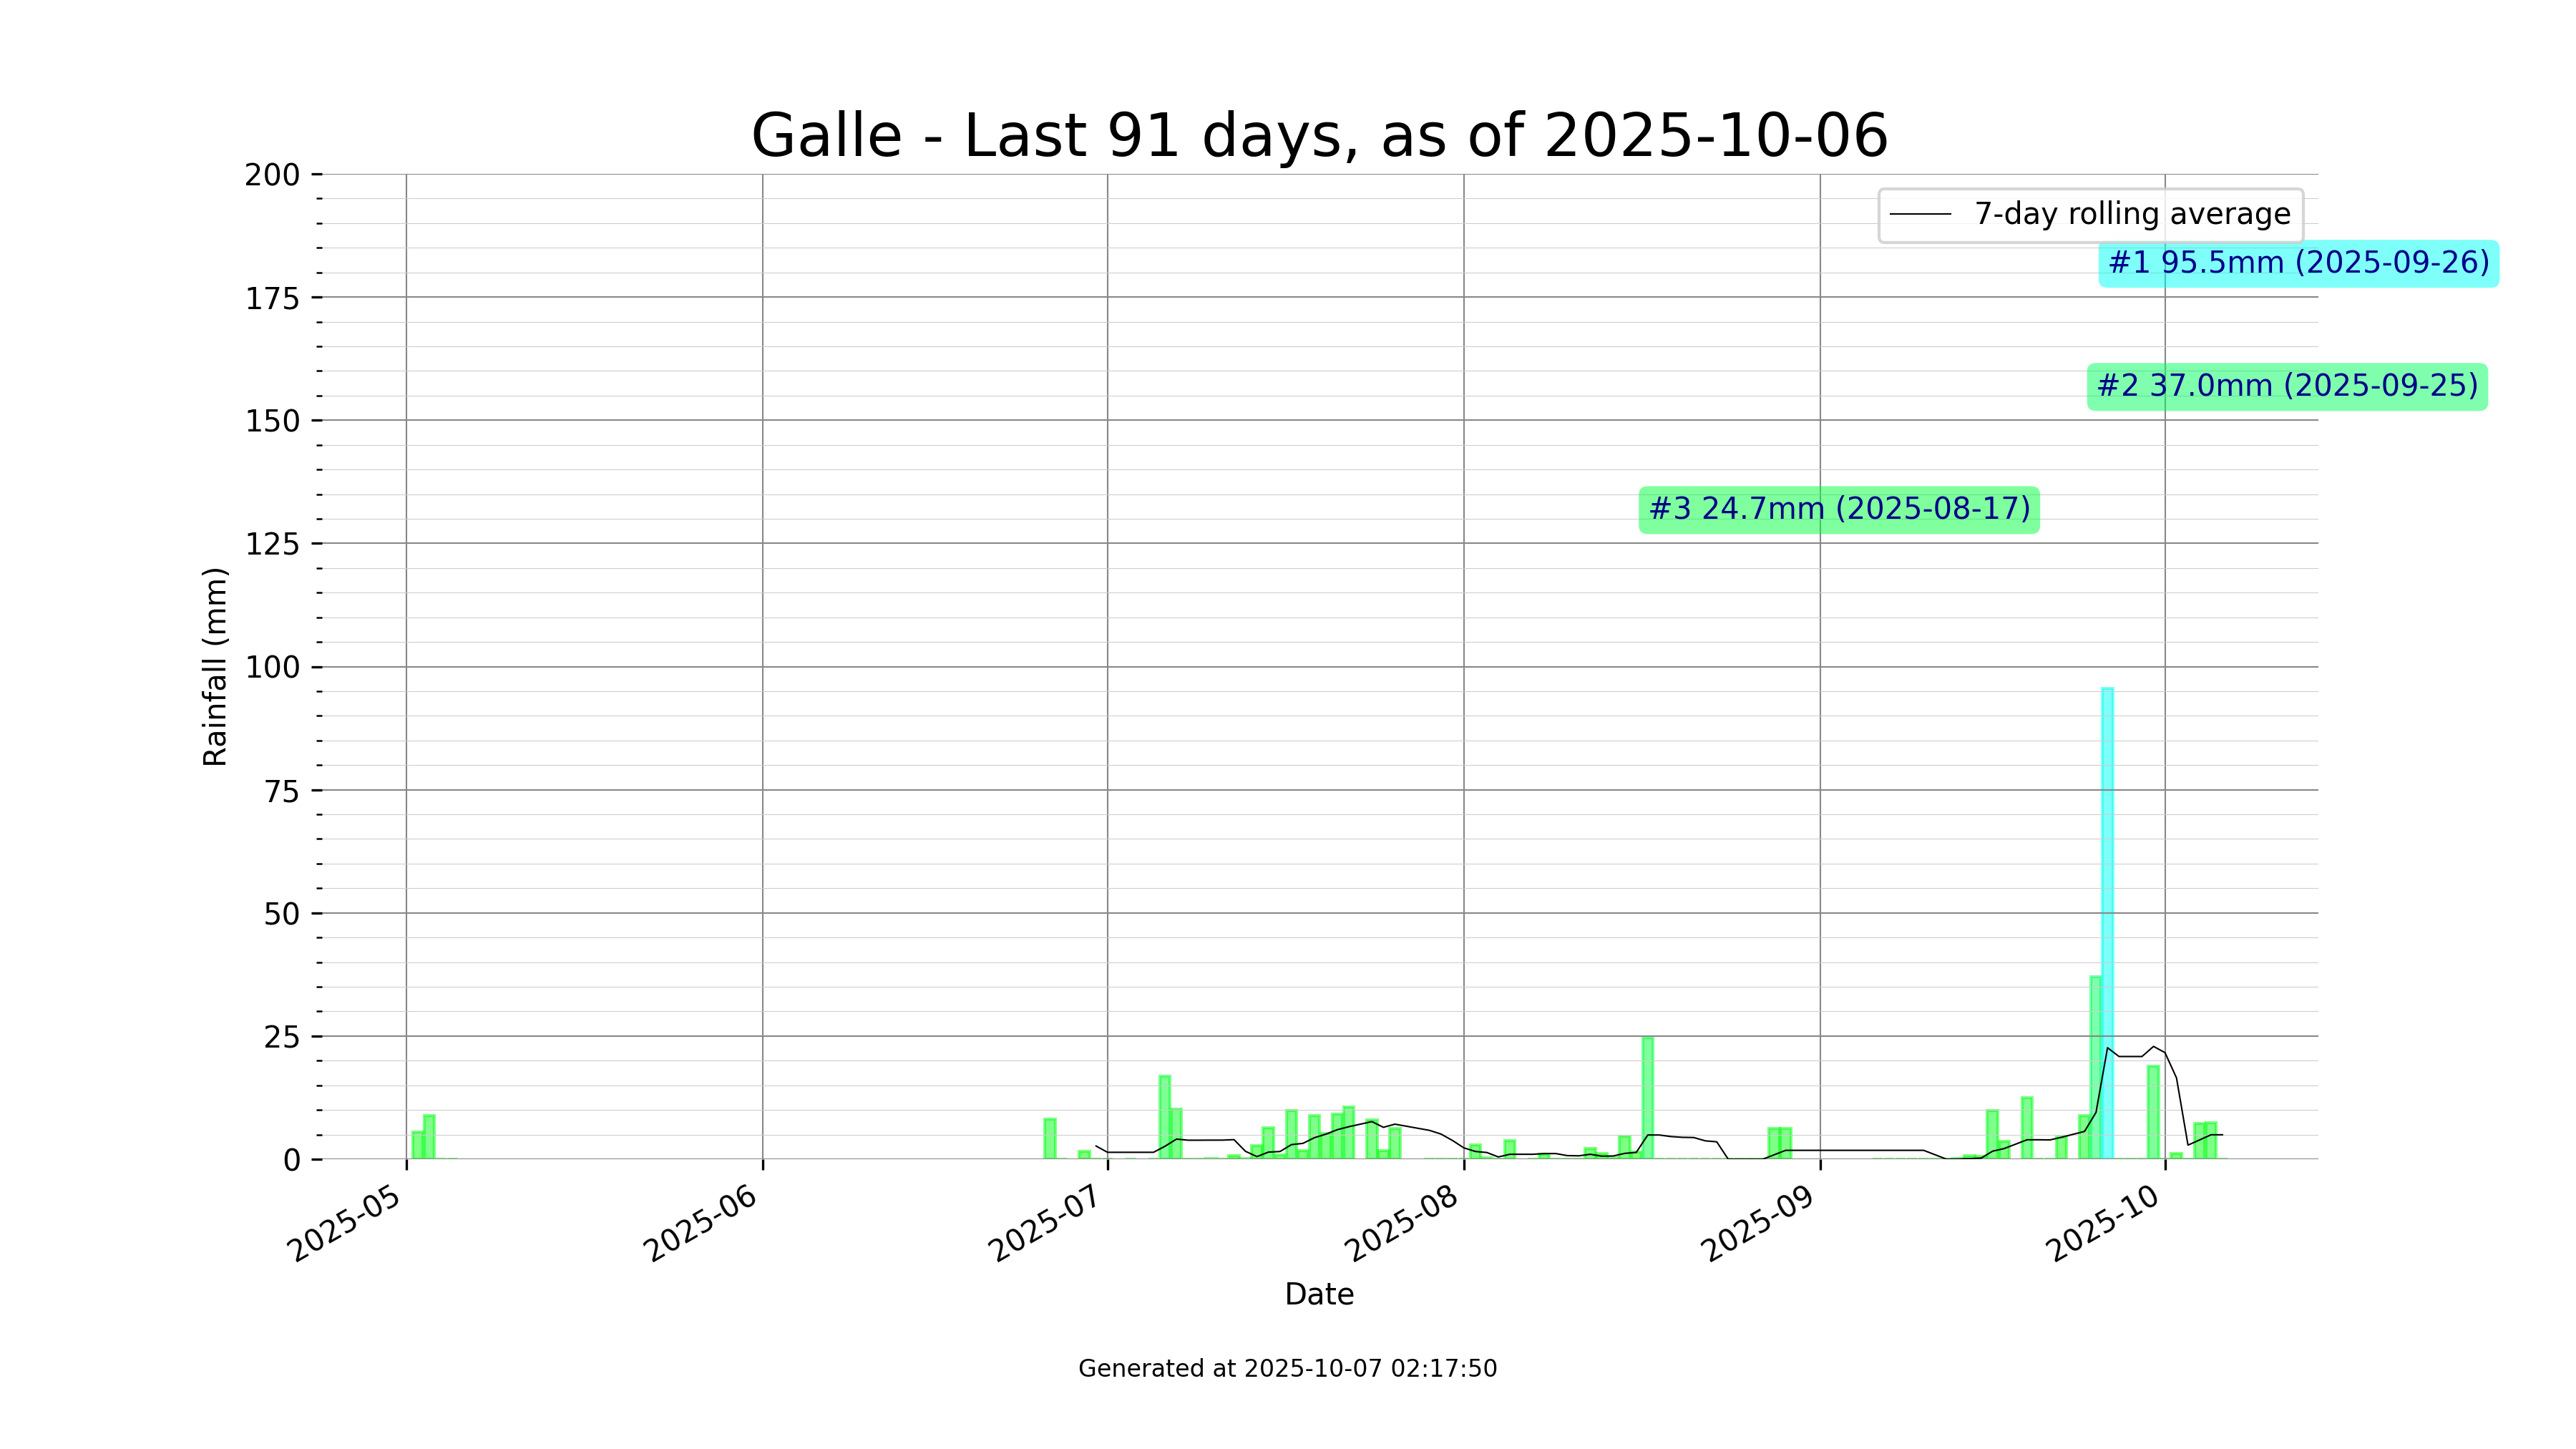 Galle - Last 91 days, as of 2025-10-06
7-day rolling average
#1 95.5mm (2025-09-26)
#2 37.0mm (2025-09-25)
#3 24.7mm (2025-08-17)
Rainfall (mm)
200
175
150
125
100
75
50
25
0
2025-05
2025-06
2025-07
2025-08
2025-09
2025-10
Date
Generated at 2025-10-07 02:17:50